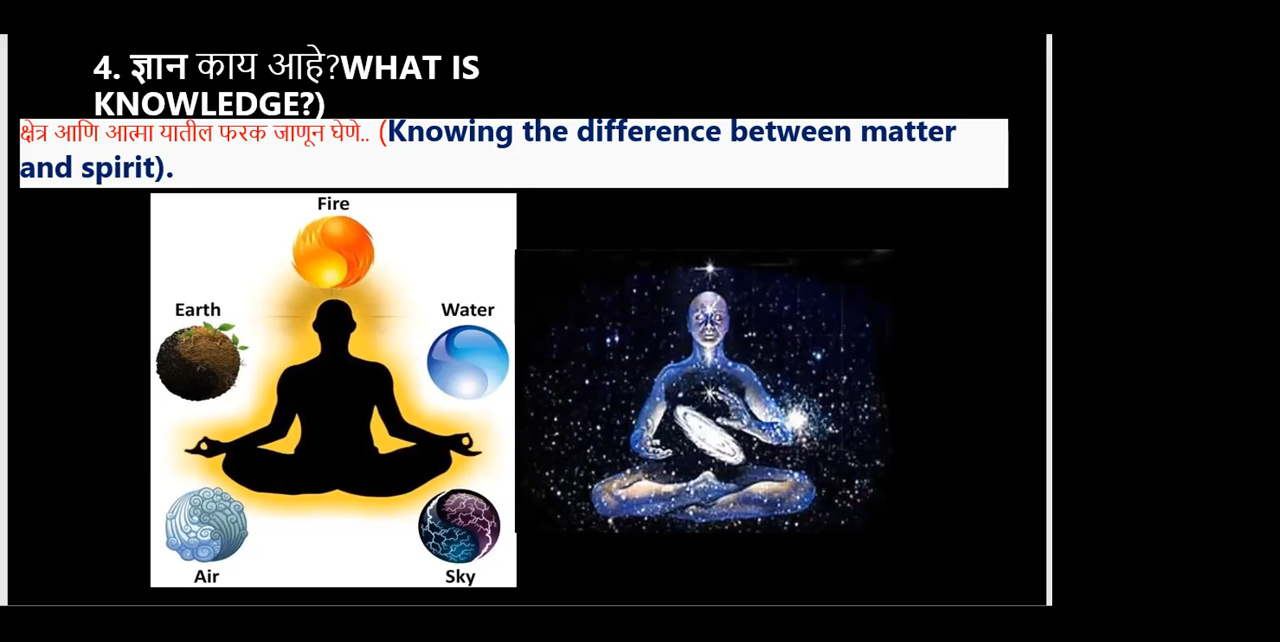 4. ज्ञान काय आहे?WHAT IS
KNOWLEDGE?)
क्षेत्र आणि आत्मा यातील फरक जाणून घेणे.. (Knowing the difference between matter
and spirit).
Fire
Earth
Water
Air
Sky